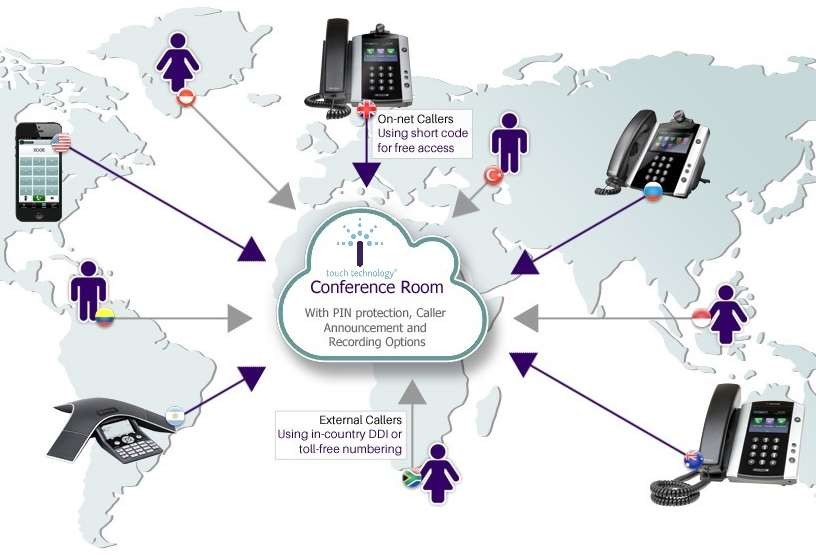 On-net Callers
Using short code
for free access
touch technology®
Conference Room
With PIN protection, Caller
Announcement and
Recording Options
External Callers
Using in-country DDI or
toll-free numbering